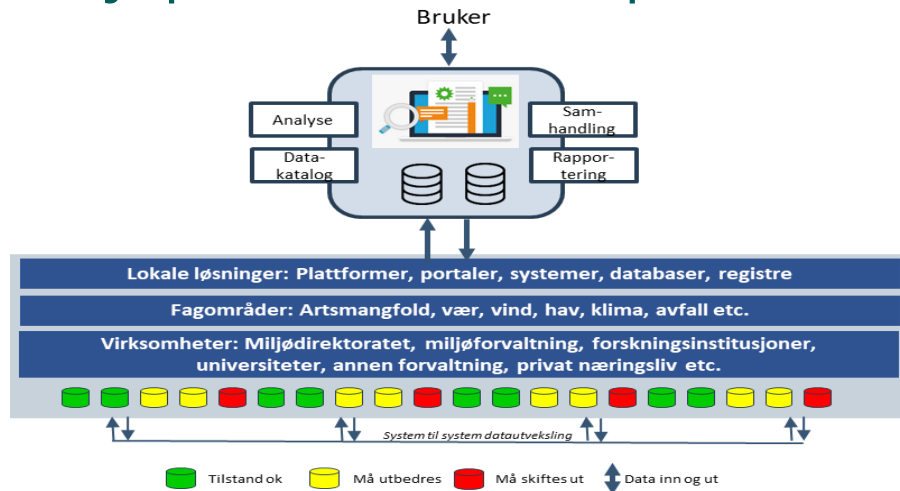 Bruker
Analyse
Data-
katalog
Sam-
handling
Rappor-
tering
Lokale løsninger: Plattformer, portaler, systemer, databaser, registre
Fagområder: Artsmangfold, vær, vind, hav, klima, avfall etc.
Virksomheter: Miljødirektoratet, miljøforvaltning, forskningsinstitusjoner,
universiteter, annen forvaltning, privat næringsliv etc.
System til system datautveksling
Tilstand ok
Må utbedres
Må skiftes ut
Data inn og ut